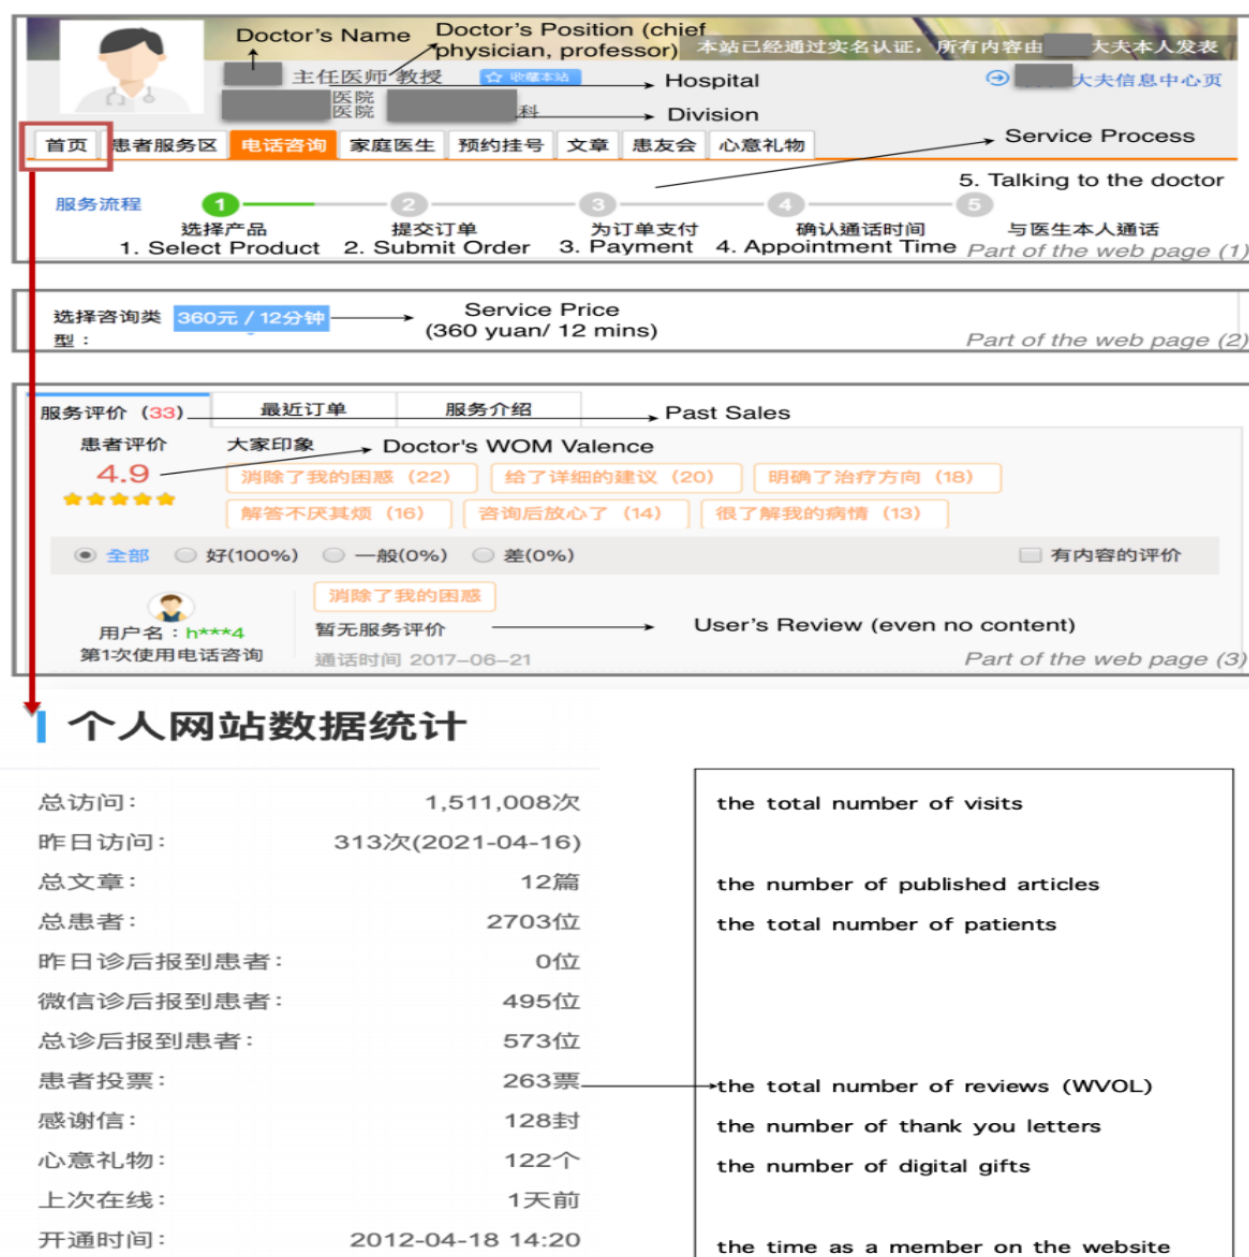 Doctor's Name
Doctor's Position (chief physician, professor)
本站已经通过实名认证，所有内容由 大夫本人发表
主任医师 教授
收藏本站
Hospital
大夫信息中心页
医院
医院
科
Division
首页 患者服务区 电话咨询 家庭医生 预约挂号 文章 患友会 心意礼物
Service Process
5. Talking to the doctor
服务流程 1 2 3 4 5
选择产品 提交订单 为订单支付 确认通话时间 与医生本人通话
1. Select Product 2. Submit Order 3. Payment 4. Appointment Time
Part of the web page (1)
选择咨询类型： 360元 / 12分钟
Service Price
(360 yuan/ 12 mins)
Part of the web page (2)
服务评价（33） 最近订单 服务介绍
Past Sales
患者评价 大家印象
Doctor's WOM Valence
4.9
消除了我的困惑（22） 给了详细的建议（20） 明确了治疗方向（18）
解答不厌其烦（16） 咨询后放心了（14） 很了解我的病情（13）
全部 好(100%) 一般(0%) 差(0%) 有内容的评价
消除了我的困惑
用户名：h***4
暂无服务评价
User's Review (even no content)
第1次使用电话咨询
通话时间 2017-06-21
Part of the web page (3)
个人网站数据统计
总访问： 1,511,008次 the total number of visits
昨日访问： 313次(2021-04-16)
总文章： 12篇 the number of published articles
总患者： 2703位 the total number of patients
昨日诊后报到患者： 0位
微信诊后报到患者： 495位
总诊后报到患者： 573位
患者投票： 263票 the total number of reviews (WVOL)
感谢信： 128封 the number of thank you letters
心意礼物： 122个 the number of digital gifts
上次在线： 1天前
开通时间： 2012-04-18 14:20 the time as a member on the website